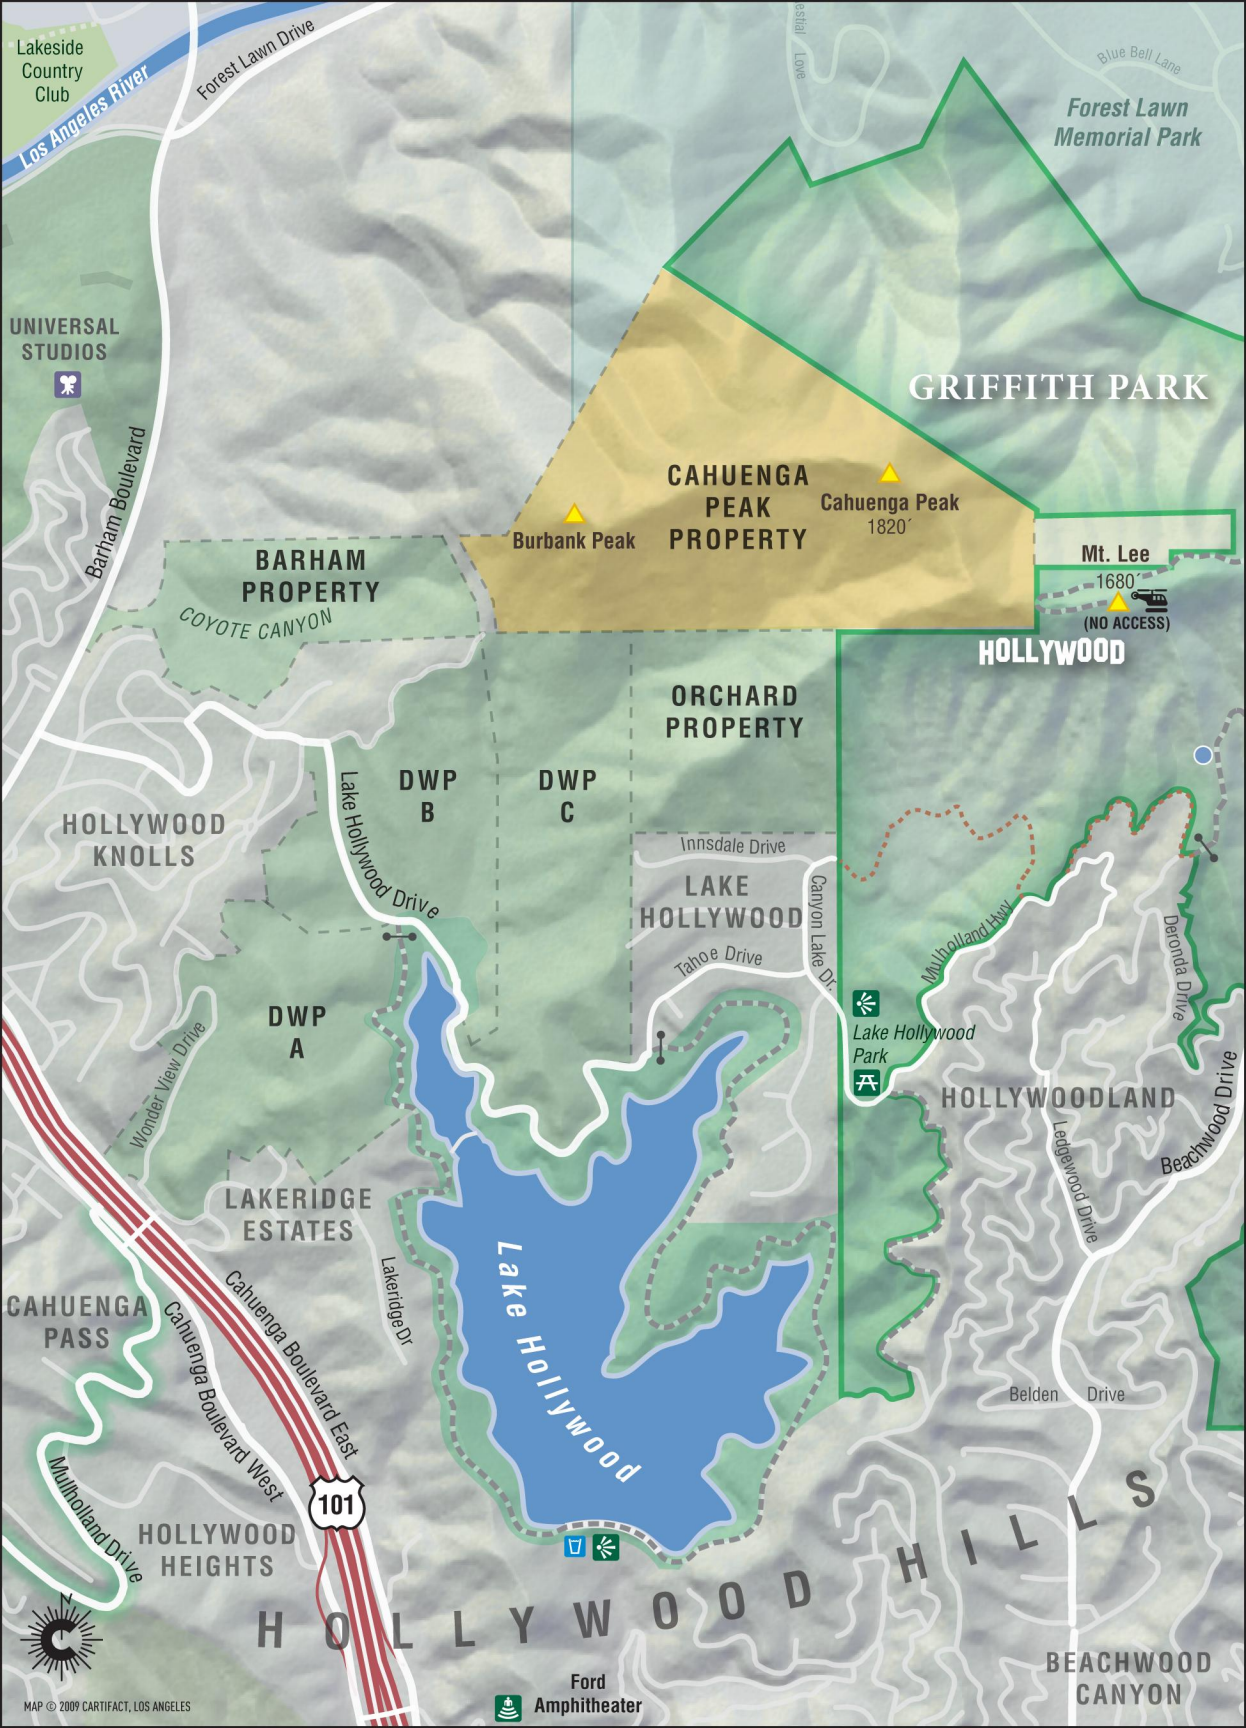 Lakeside
Country
Club
Los Angeles River
Forest Lawn Drive
estial Love
Blue Bell Lane
Forest Lawn
Memorial Park
UNIVERSAL
STUDIOS
Barham Boulevard
GRIFFITH PARK
CAHUENGA
PEAK
PROPERTY
Cahuenga Peak
1820´
Burbank Peak
BARHAM
PROPERTY
COYOTE CANYON
Mt. Lee
1680´
(NO ACCESS)
HOLLYWOOD
ORCHARD
PROPERTY
DWP
B
DWP
C
Lake Hollywood Drive
HOLLYWOOD
KNOLLS
Innsdale Drive
LAKE
HOLLYWOOD
Canyon Lake Dr.
Tahoe Drive
Mulholland Hwy
Deronda Drive
DWP
A
Wonder View Drive
Lake Hollywood
Park
HOLLYWOODLAND
Beachwood Drive
Ledgewood Drive
LAKERIDGE
ESTATES
Lakeridge Dr
Lake Hollywood
CAHUENGA
PASS
Cahuenga Boulevard East
Cahuenga Boulevard West
Belden Drive
Mullholland Drive
101
HOLLYWOOD
HEIGHTS
HOLLYWOOD HILLS
C
BEACHWOOD
CANYON
Ford
Amphitheater
MAP © 2009 CARTIFACT, LOS ANGELES